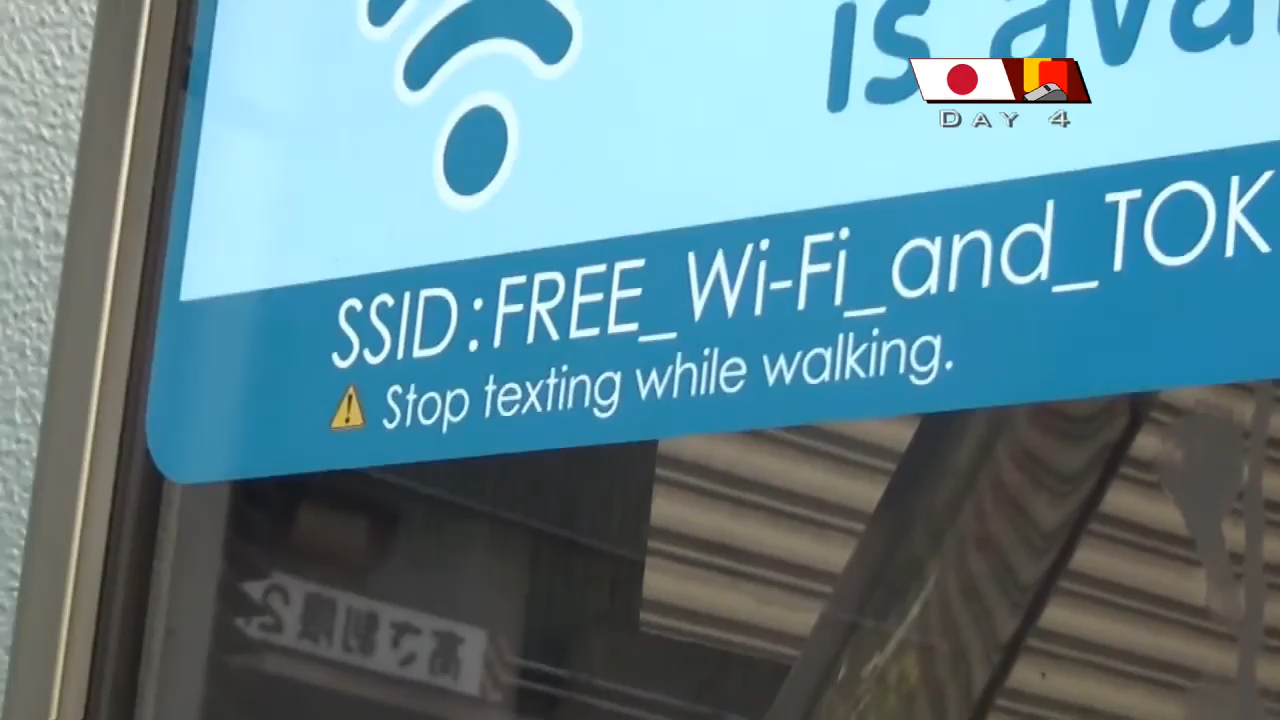 is ava
DAY 4
SSID:FREE_Wi-Fi_and_TOK
Stop texting while walking.